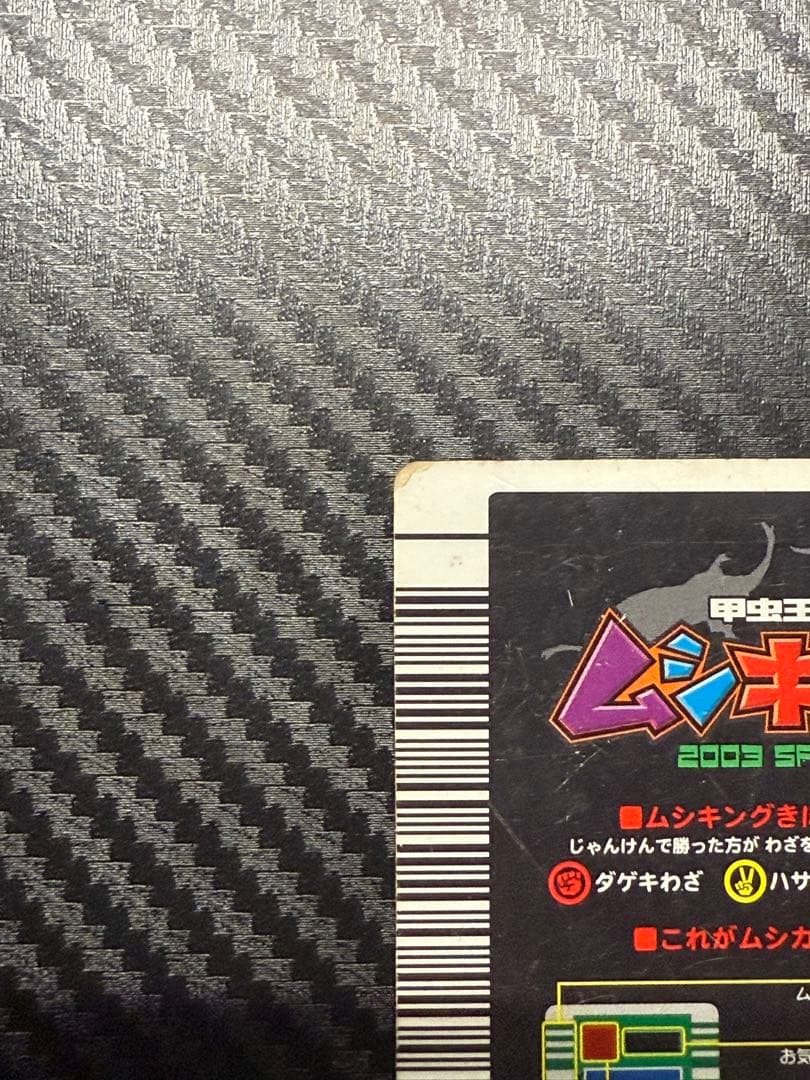 甲虫王
ムシキ
2003 SP
■ムシキングきほ
じゃんけんで勝った方が わざを
ダゲキわざ ハサ
■これがムシカ
ム
お気